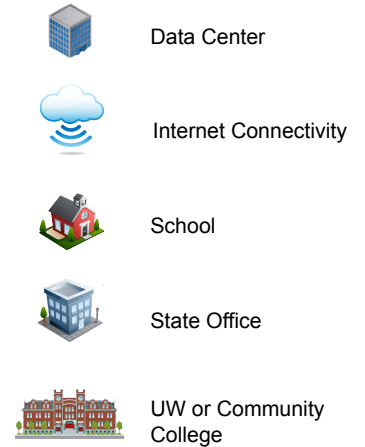 Data Center
Internet Connectivity
School
State Office
UW or Community
College